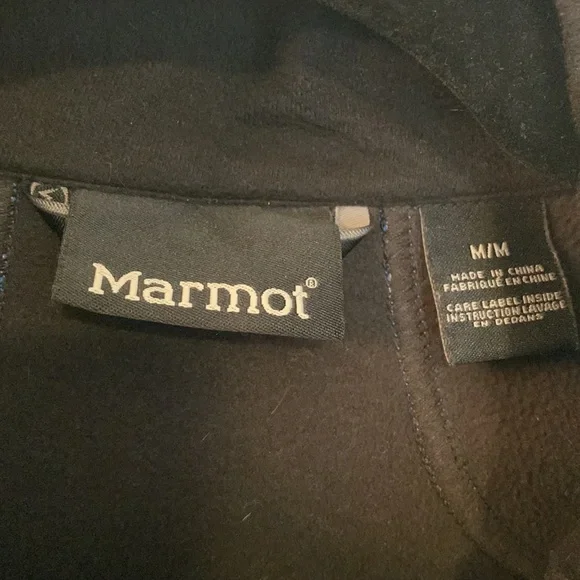 Marmot®
M/M
MADE IN CHINA
FABRIQUÉ EN CHINE
CARE LABEL INSIDE
INSTRUCTION LAVAGE
EN DEDANS